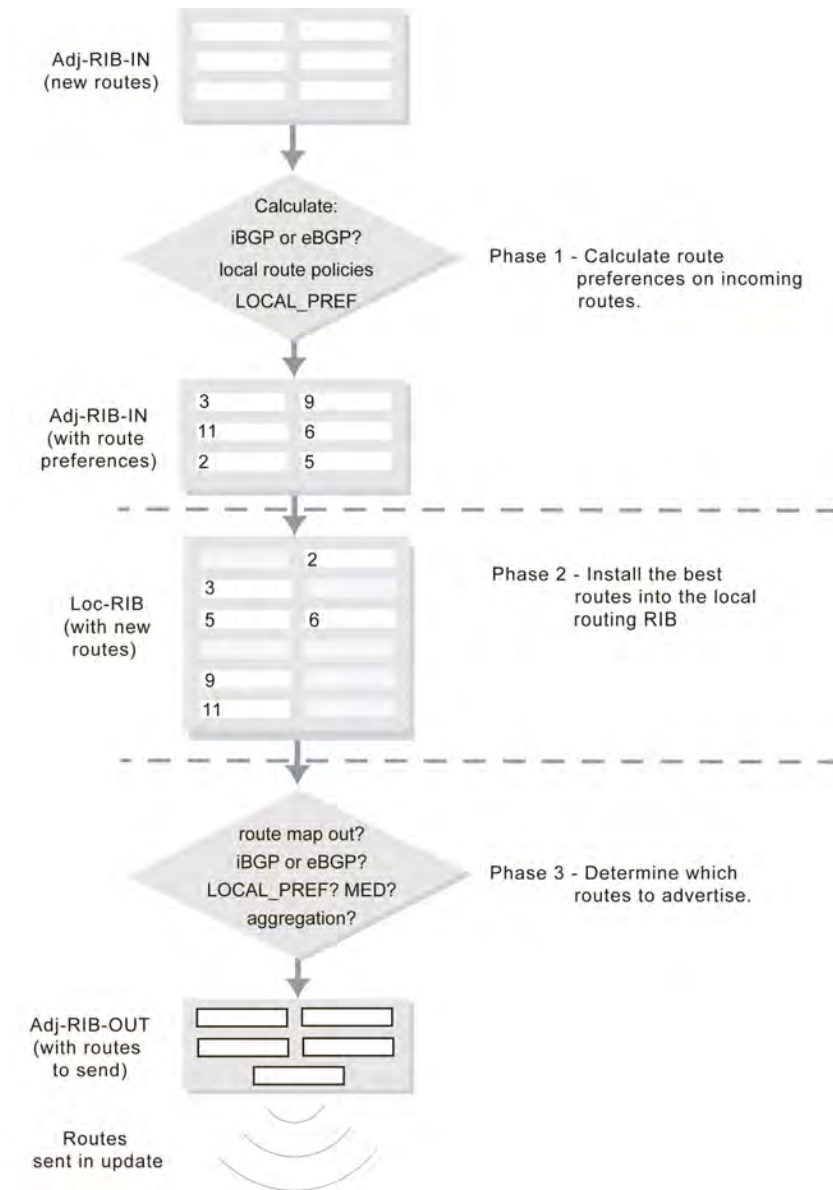 Adj-RIB-IN
(new routes)
Calculate:
iBGP or eBGP?
local route policies
LOCAL_PREF
Phase 1 - Calculate route
preferences on incoming
routes.
Adj-RIB-IN
(with route
preferences)
3 9
11 6
2 5
Loc-RIB
(with new
routes)
2
3
5 6
9
11
Phase 2 - Install the best
routes into the local
routing RIB
route map out?
iBGP or eBGP?
LOCAL_PREF? MED?
aggregation?
Phase 3 - Determine which
routes to advertise.
Adj-RIB-OUT
(with routes
to send)
Routes
sent in update